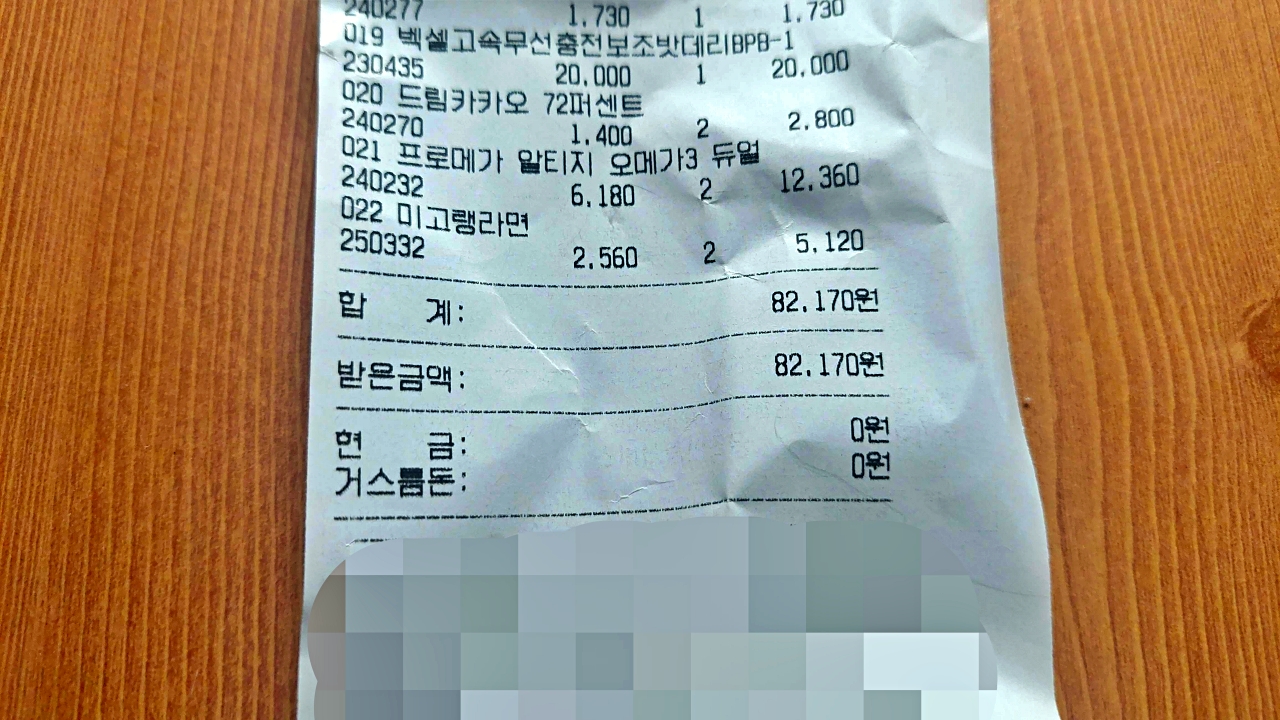 240277 1,730 1 1,730
019 벡셀고속무선충전보조밧데리BPB-1
230435 20,000 1 20,000
020 드림카카오 72퍼센트
240270 1,400 2 2,800
021 프로메가 알티지 오메가3 듀얼
240232 6,180 2 12,360
022 미고랭라면
250332 2,560 2 5,120
합 계: 82,170원
받은금액: 82,170원
현 금: 0원
거스름돈: 0원